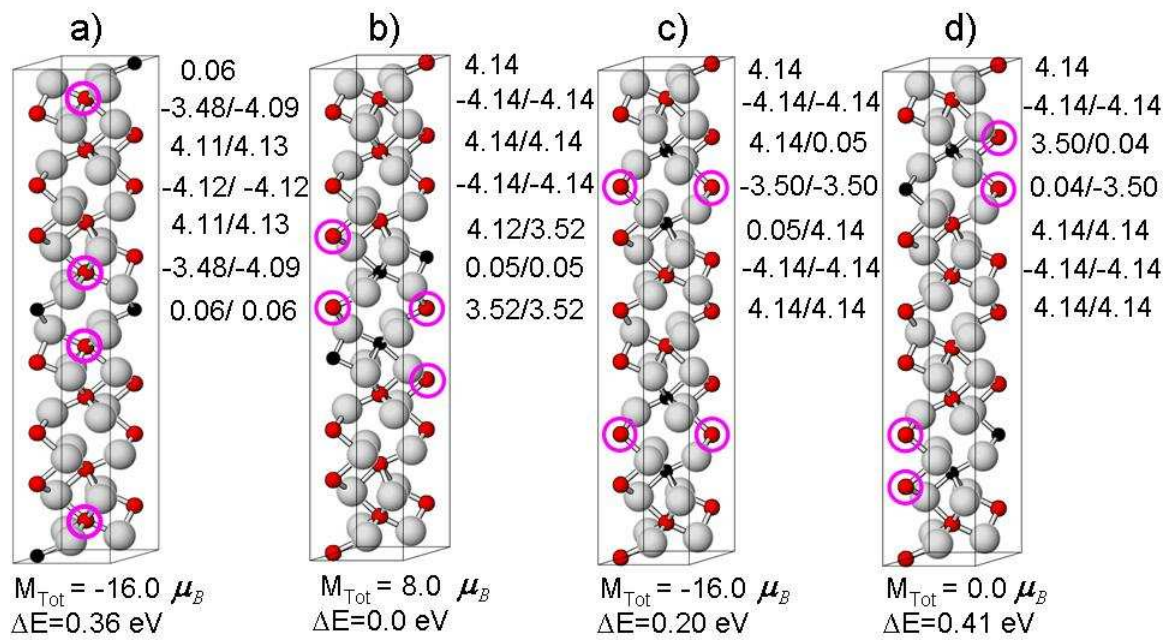 a)
0.06
-3.48/-4.09
4.11/4.13
-4.12/ -4.12
4.11/4.13
-3.48/-4.09
0.06/ 0.06
M_Tot = -16.0 μ_B
ΔE=0.36 eV
b)
4.14
-4.14/-4.14
4.14/4.14
-4.14/-4.14
4.12/3.52
0.05/0.05
3.52/3.52
M_Tot = 8.0 μ_B
ΔE=0.0 eV
c)
4.14
-4.14/-4.14
4.14/0.05
-3.50/-3.50
0.05/4.14
-4.14/-4.14
4.14/4.14
M_Tot = -16.0 μ_B
ΔE=0.20 eV
d)
4.14
-4.14/-4.14
3.50/0.04
0.04/-3.50
4.14/4.14
-4.14/-4.14
4.14/4.14
M_Tot = 0.0 μ_B
ΔE=0.41 eV